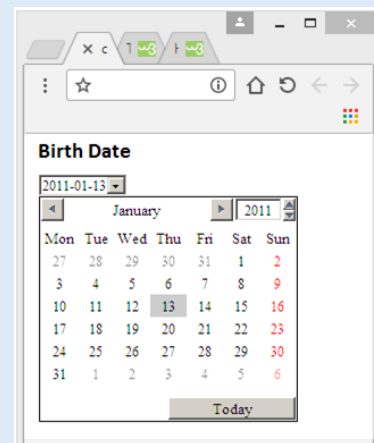 Birth Date
2011-01-13
January 2011
Mon Tue Wed Thu Fri Sat Sun
27 28 29 30 31 1 2
3 4 5 6 7 8 9
10 11 12 13 14 15 16
17 18 19 20 21 22 23
24 25 26 27 28 29 30
31 1 2 3 4 5 6
Today